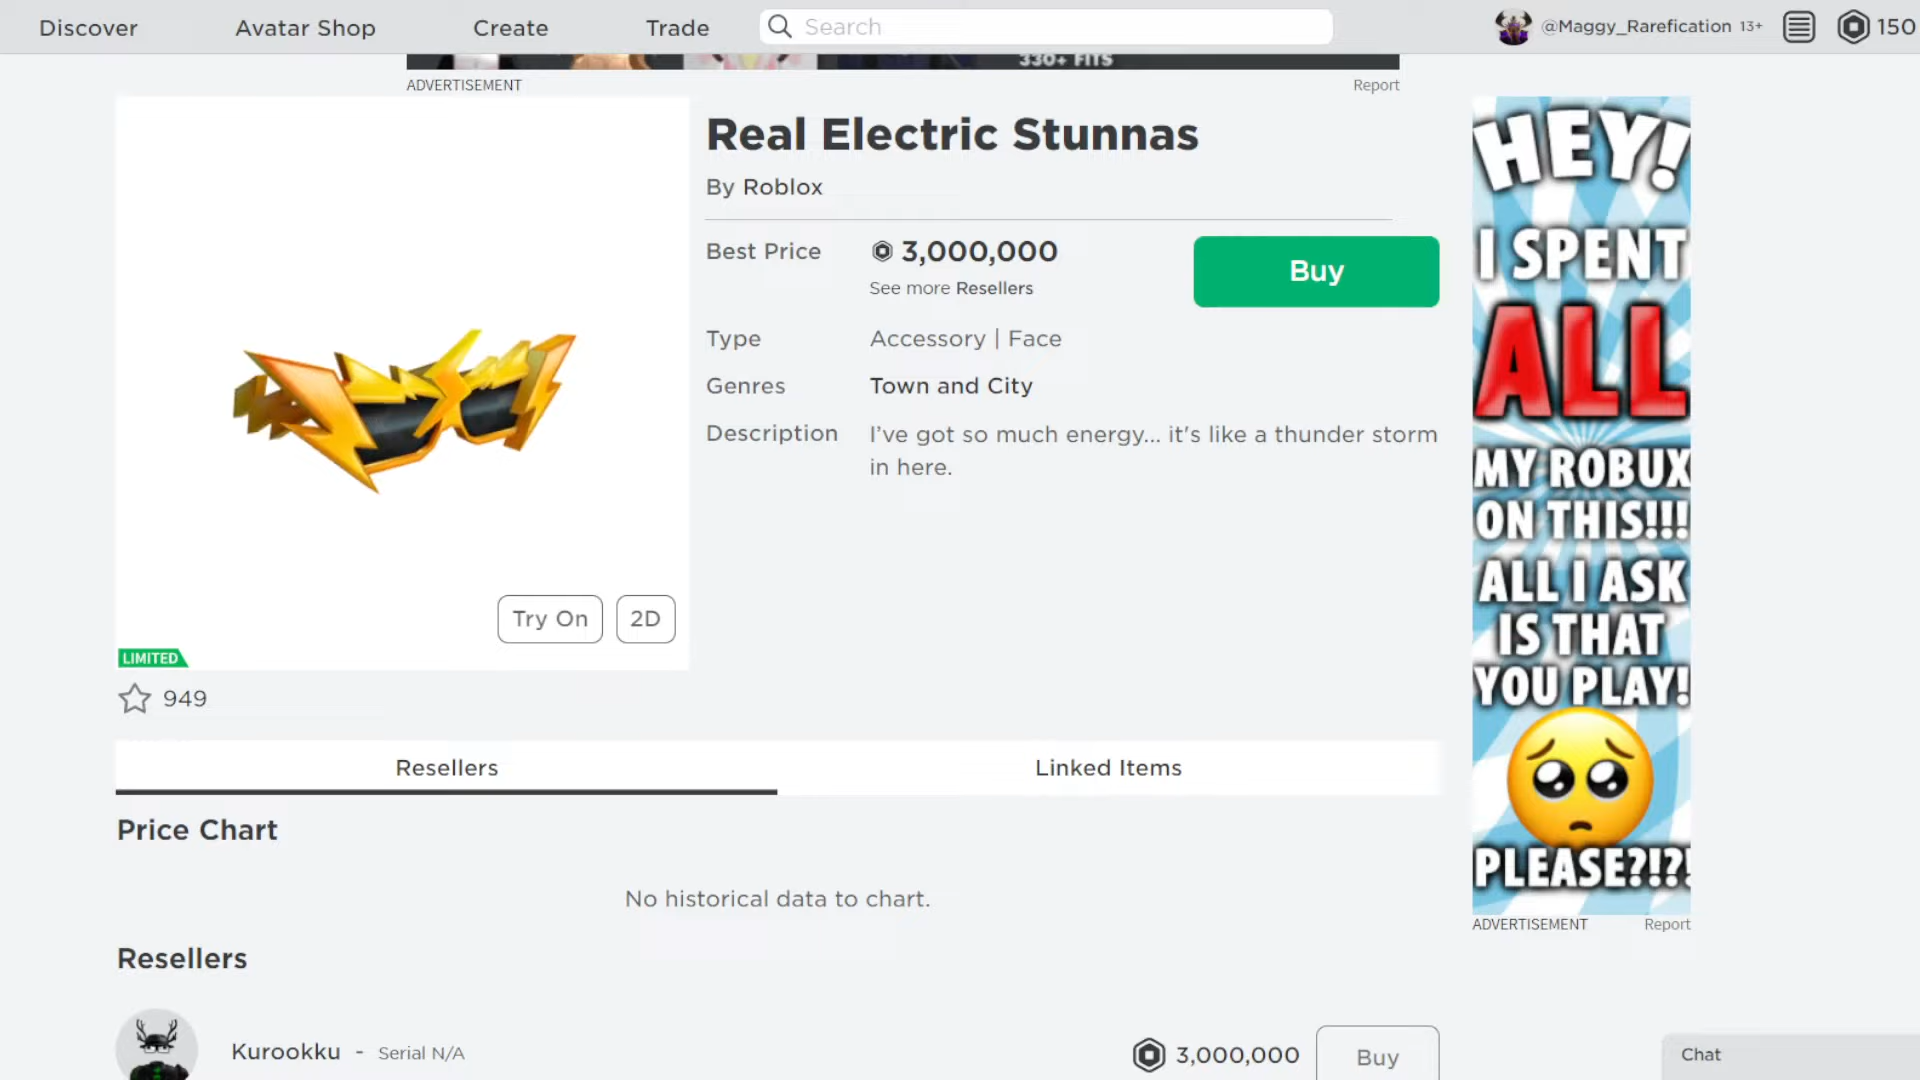 Discover
Avatar Shop
Create
Trade
Search
@Maggy_Rarefication 13+
150
330+ FITS
ADVERTISEMENT
Report
Real Electric Stunnas
By Roblox
Best Price
3,000,000
See more Resellers
Buy
Type
Accessory | Face
Genres
Town and City
Description
I’ve got so much energy... it's like a thunder storm
in here.
Try On
2D
LIMITED
949
Resellers
Linked Items
Price Chart
No historical data to chart.
Resellers
Kurookku - Serial N/A
3,000,000
Buy
HEY!
I SPENT
ALL
MY ROBUX
ON THIS!!!
ALL I ASK
IS THAT
YOU PLAY!
PLEASE?!?!
ADVERTISEMENT
Report
Chat